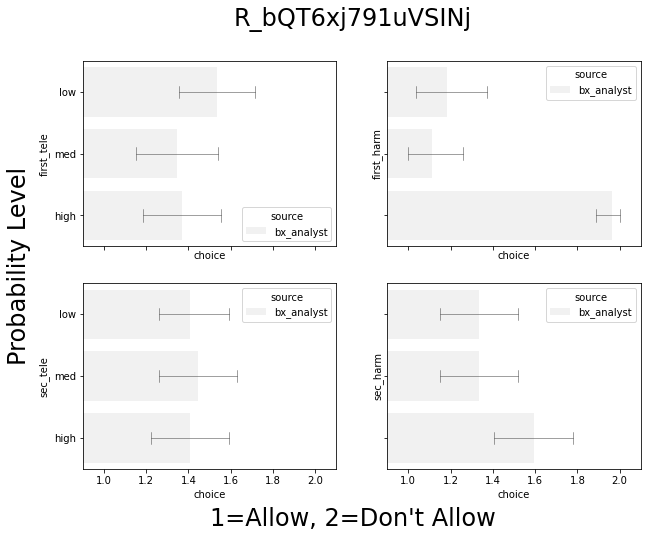 R_bQT6xj791uVSINj
Probability Level
first_tele
low
med
high
source
bx_analyst
choice
first_harm
source
bx_analyst
choice
sec_tele
low
med
high
source
bx_analyst
1.0 1.2 1.4 1.6 1.8 2.0
choice
sec_harm
source
bx_analyst
1.0 1.2 1.4 1.6 1.8 2.0
choice
1=Allow, 2=Don't Allow